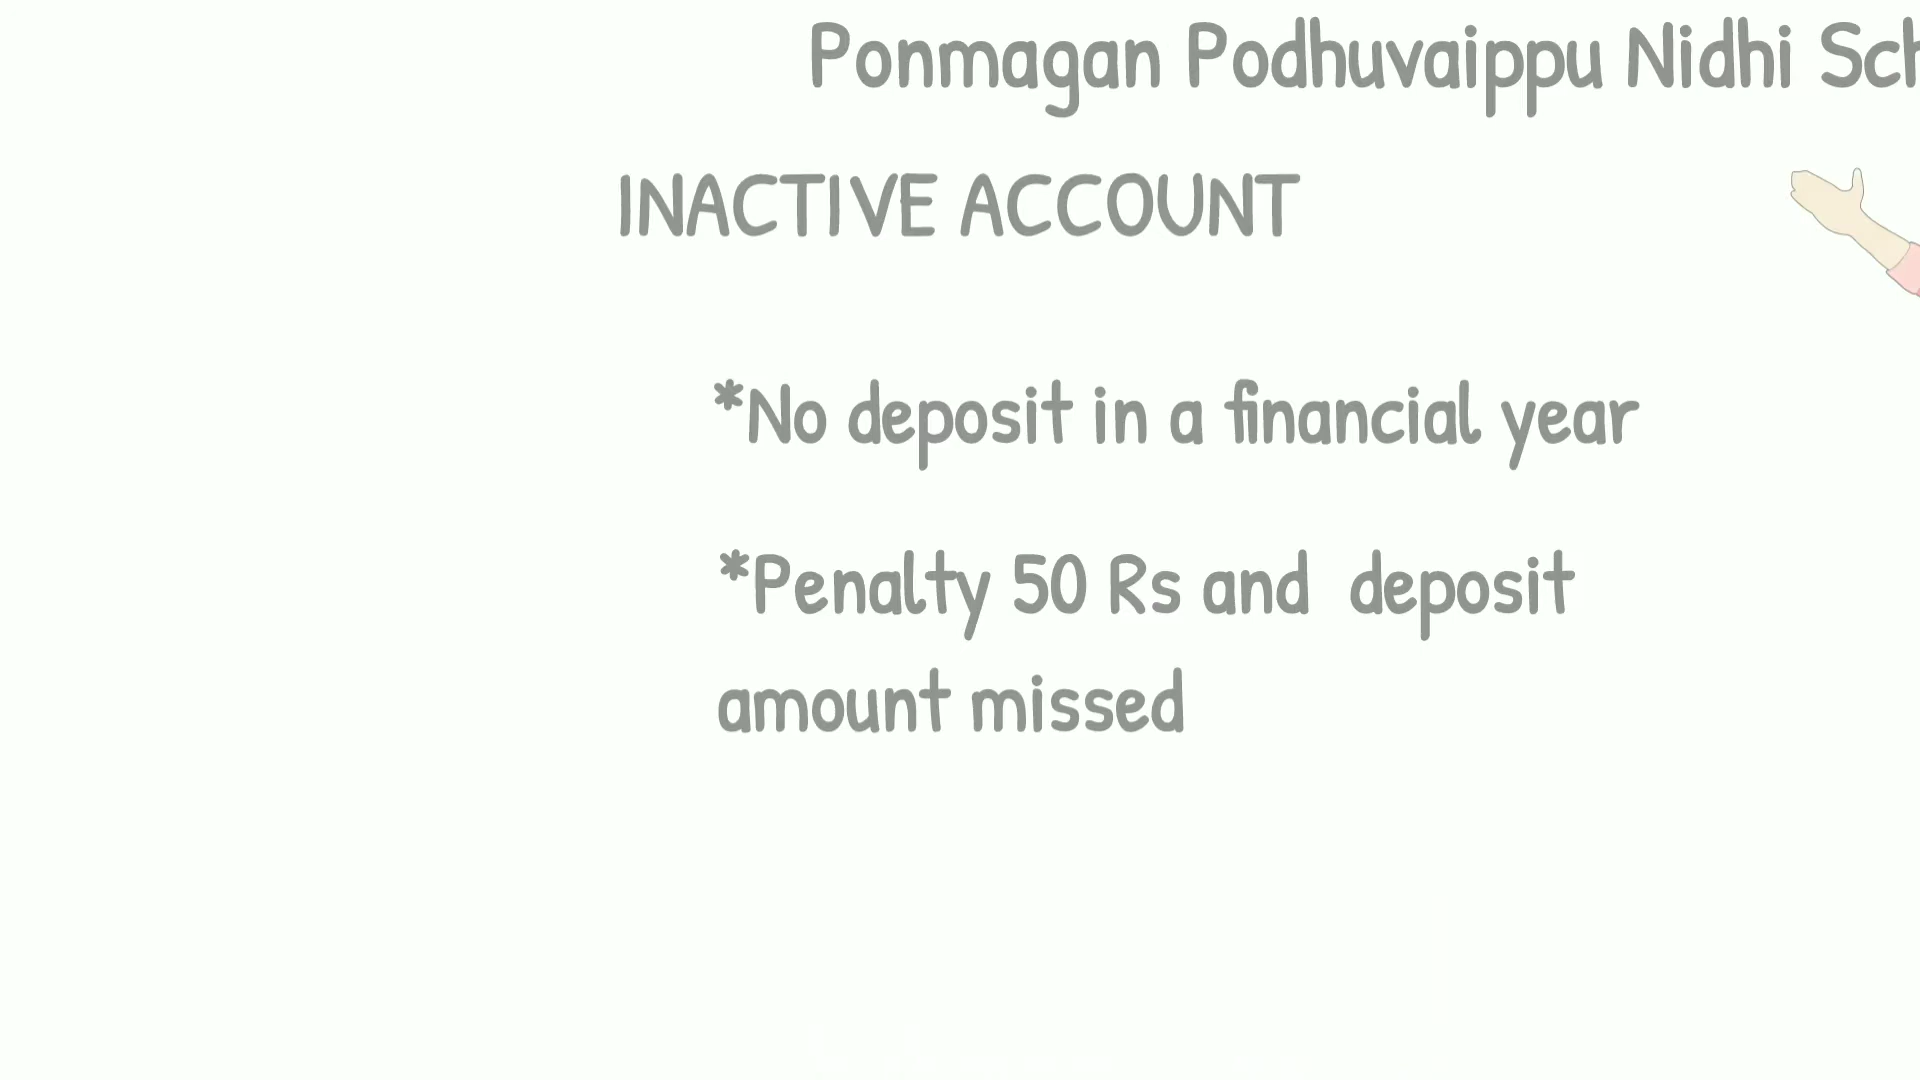 Ponmagan Podhuvaippu Nidhi Sch
INACTIVE ACCOUNT
*No deposit in a financial year
*Penalty 50 Rs and deposit
amount missed